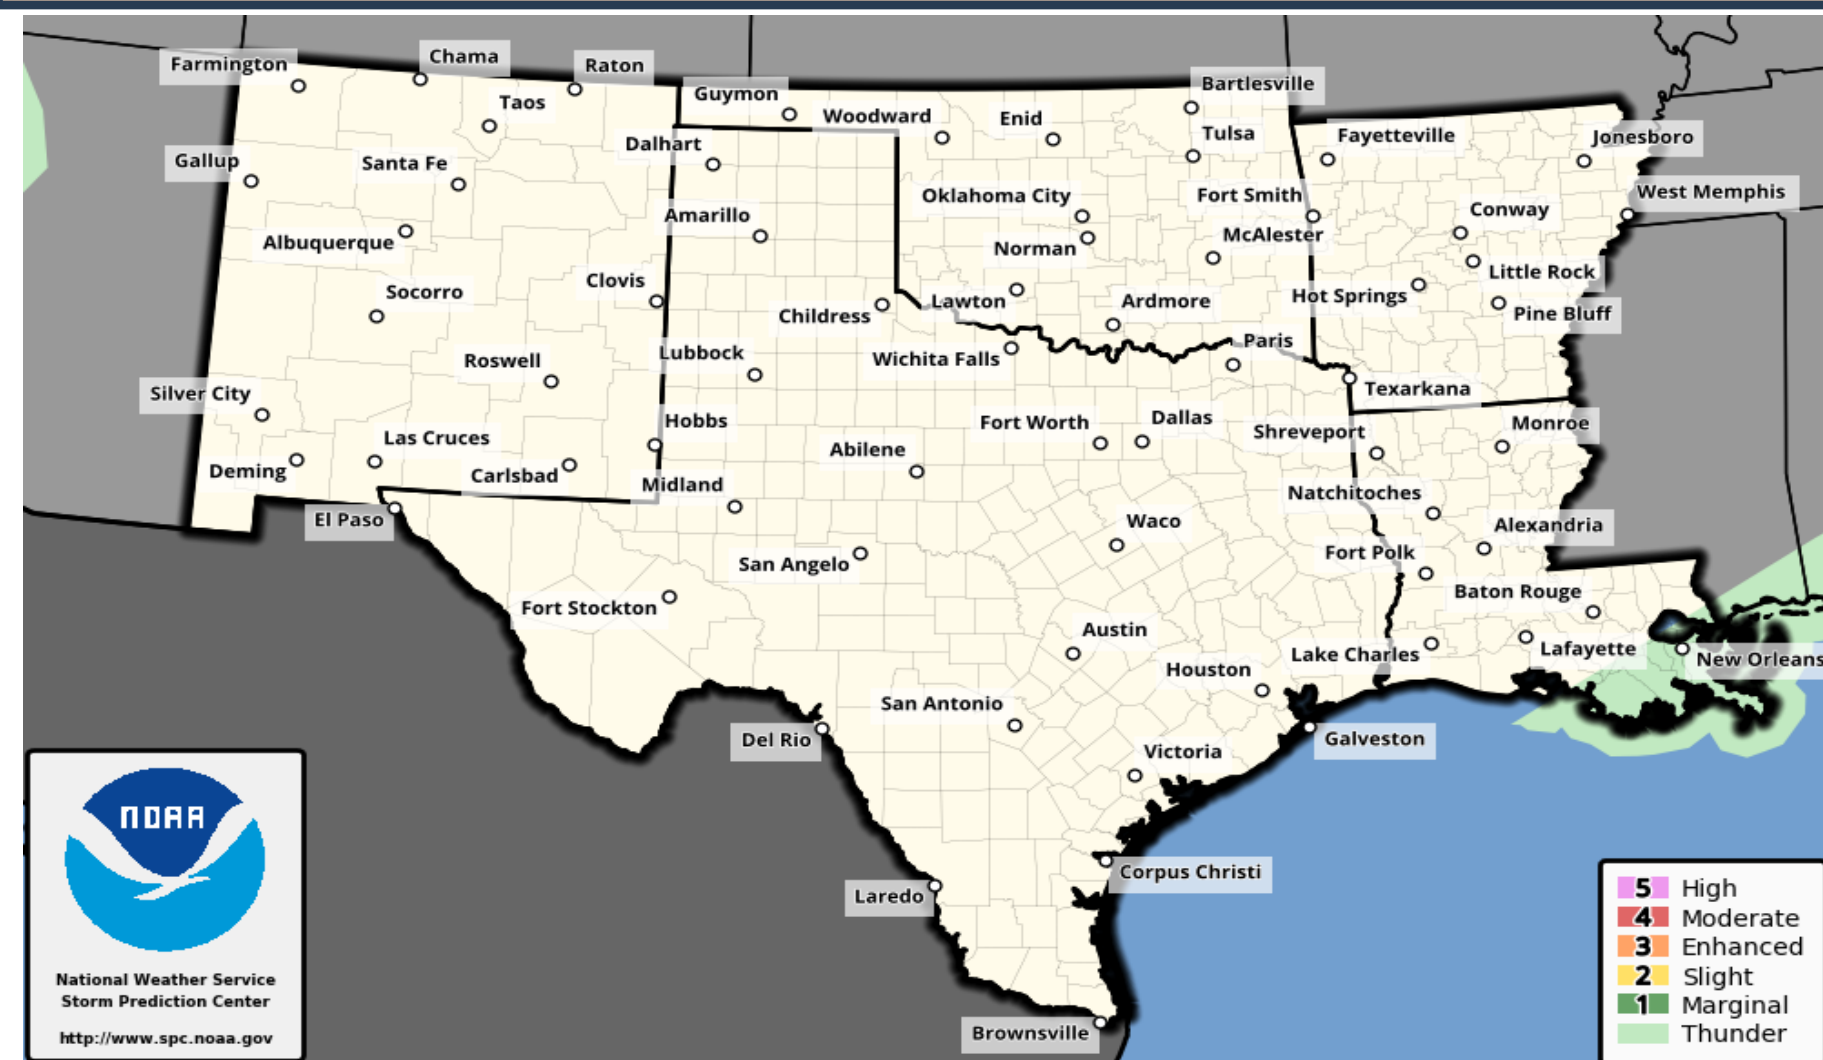 Chama
Farmington
Raton
Bartlesville
Guymon
Taos
Woodward
Enid
Tulsa
Fayetteville
Jonesboro
Dalhart
Gallup
Santa Fe
West Memphis
Oklahoma City
Fort Smith
Conway
Amarillo
McAlester
Albuquerque
Norman
Little Rock
Clovis
Socorro
Hot Springs
Lawton
Ardmore
Pine Bluff
Childress
Paris
Lubbock
Wichita Falls
Roswell
Texarkana
Silver City
Dallas
Hobbs
Fort Worth
Monroe
Shreveport
Las Cruces
Abilene
Deming
Carlsbad
Midland
Natchitoches
El Paso
Waco
Alexandria
Fort Polk
San Angelo
Baton Rouge
Fort Stockton
Austin
Lafayette
Lake Charles
New Orleans
Houston
San Antonio
Del Rio
Galveston
Victoria
Corpus Christi
Laredo
Brownsville
NOAA
National Weather Service
Storm Prediction Center
http://www.spc.noaa.gov
5 High
4 Moderate
3 Enhanced
2 Slight
1 Marginal
Thunder